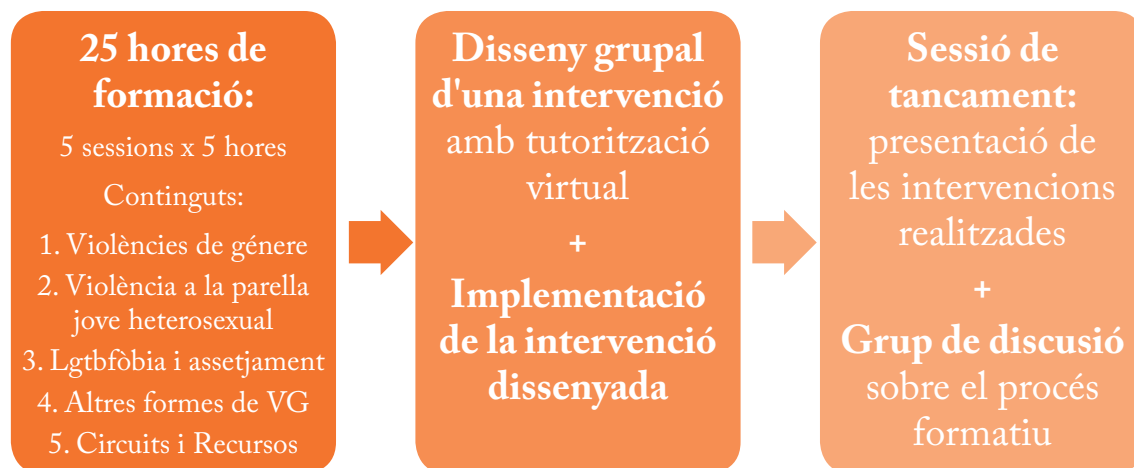 25 hores de
formació:
5 sessions x 5 hores
Continguts:
1. Violències de génere
2. Violència a la parella
jove heterosexual
3. Lgtbfòbia i assetjament
4. Altres formes de VG
5. Circuits i Recursos
Disseny grupal
d'una intervenció
amb tutorització
virtual
+
Implementació
de la intervenció
dissenyada
Sessió de
tancament:
presentació de
les intervencions
realitzades
+
Grup de discusió
sobre el procés
formatiu